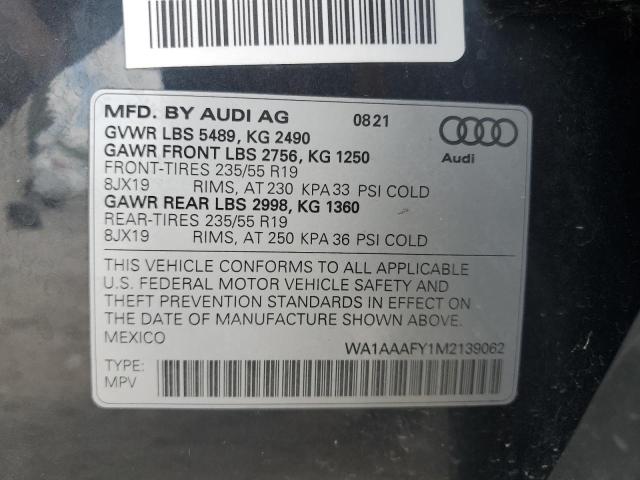 MFD. BY AUDI AG 0821
GVWR LBS 5489, KG 2490
GAWR FRONT LBS 2756, KG 1250
FRONT-TIRES 235/55 R19
8JX19 RIMS, AT 230 KPA 33 PSI COLD
GAWR REAR LBS 2998, KG 1360
REAR-TIRES 235/55 R19
8JX19 RIMS, AT 250 KPA 36 PSI COLD
Audi
THIS VEHICLE CONFORMS TO ALL APPLICABLE
U.S. FEDERAL MOTOR VEHICLE SAFETY AND
THEFT PREVENTION STANDARDS IN EFFECT ON
THE DATE OF MANUFACTURE SHOWN ABOVE.
MEXICO WA1AAAFY1M2139062
TYPE:
MPV